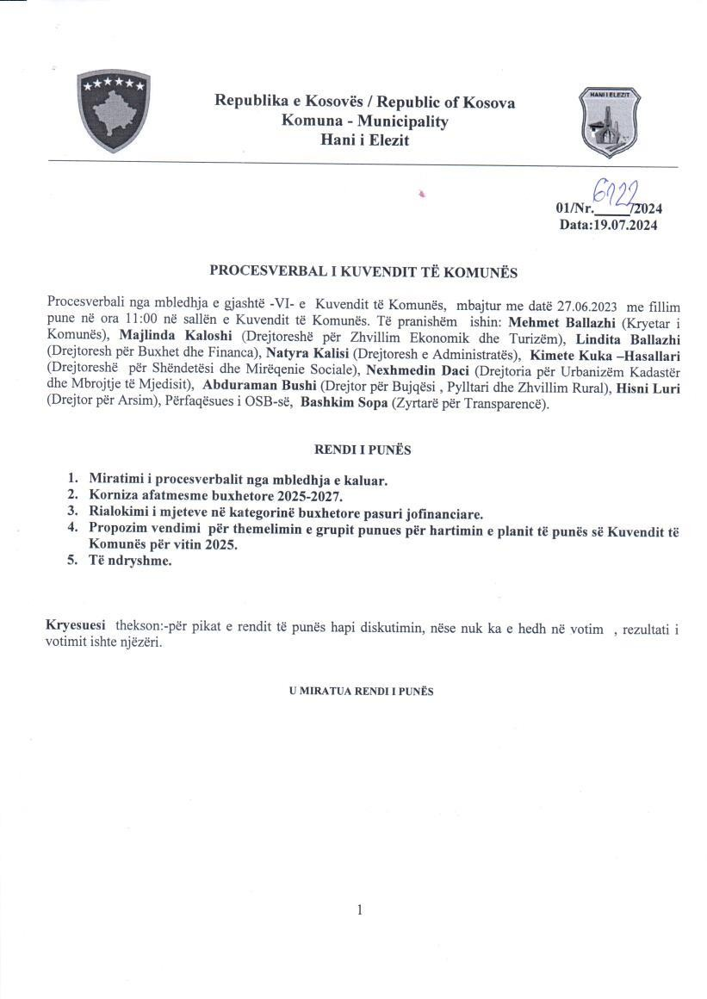 HANI I ELEZIT
Republika e Kosovës / Republic of Kosova
Komuna - Municipality
Hani i Elezit
01/Nr. 6122/2024
Data:19.07.2024
PROCESVERBAL I KUVENDIT TË KOMUNËS
Procesverbali nga mbledhja e gjashtë -VI- e Kuvendit të Komunës, mbajtur me datë 27.06.2023 me fillim
pune në ora 11:00 në sallën e Kuvendit të Komunës. Të pranishëm ishin: Mehmet Ballazhi (Kryetar i
Komunës), Majlinda Kaloshi (Drejtoreshë për Zhvillim Ekonomik dhe Turizëm), Lindita Ballazhi
(Drejtoresh për Buxhet dhe Financa), Natyra Kalisi (Drejtoresh e Administratës), Kimete Kuka –Hasallari
(Drejtoreshë për Shëndetësi dhe Mirëqenie Sociale), Nexhmedin Daci (Drejtoria për Urbanizëm Kadastër
dhe Mbrojtje të Mjedisit), Abduraman Bushi (Drejtor për Bujqësi , Pylltari dhe Zhvillim Rural), Hisni Luri
(Drejtor për Arsim), Përfaqësues i OSB-së, Bashkim Sopa (Zyrtarë për Transparencë).
RENDI I PUNËS
1. Miratimi i procesverbalit nga mbledhja e kaluar.
2. Korniza afatmesme buxhetore 2025-2027.
3. Rialokimi i mjeteve në kategorinë buxhetore pasuri jofinanciare.
4. Propozim vendimi për themelimin e grupit punues për hartimin e planit të punës së Kuvendit të
Komunës për vitin 2025.
5. Të ndryshme.
Kryesuesi thekson:-për pikat e rendit të punës hapi diskutimin, nëse nuk ka e hedh në votim , rezultati i
votimit ishte njëzëri.
U MIRATUA RENDI I PUNËS
1